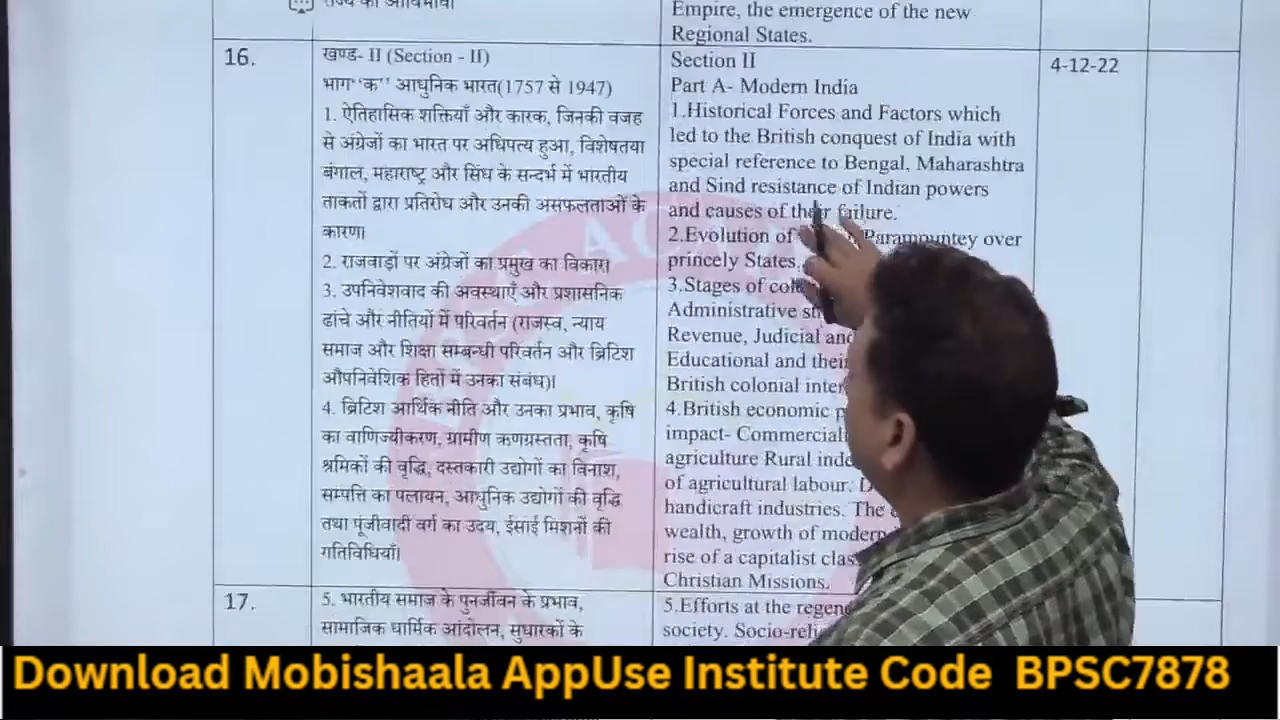 राज्य का आविर्भाव।
Empire, the emergence of the new
Regional States.
16.
खण्ड- II (Section - II)
भाग"क" आधुनिक भारत(1757 से 1947)
1. ऐतिहासिक शक्तियाँ और कारक, जिनकी वजह
से अंग्रेजों का भारत पर अधिपत्य हुआ, विशेषतया
बंगाल, महाराष्ट्र और सिंध के सन्दर्भ में भारतीय
ताकतों द्वारा प्रतिरोध और उनकी असफलताओं के
कारण।
2. राजवाड़ों पर अंग्रेजों का प्रमुख का विकास।
3. उपनिवेशवाद की अवस्थाएँ और प्रशासनिक
ढांचे और नीतियों में परिवर्तन (राजस्व, न्याय
समाज और शिक्षा सम्बन्धी परिवर्तन और ब्रिटिश
औपनिवेशिक हितों में उनका संबंध)।
4. ब्रिटिश आर्थिक नीति और उनका प्रभाव, कृषि
का वाणिज्यीकरण, ग्रामीण ऋणग्रस्तता, कृषि
श्रमिकों की वृद्धि, दस्तकारी उद्योगों का विनाश,
सम्पत्ति का पलायन, आधुनिक उद्योगों की वृद्धि
तथा पूंजीवादी वर्ग का उदय, ईसाई मिशनों की
गतिविधियाँ।
Section II
Part A- Modern India
1.Historical Forces and Factors which
led to the British conquest of India with
special reference to Bengal, Maharashtra
and Sind resistance of Indian powers
and causes of their failure.
2.Evolution of Parampuntey over
princely States.
3.Stages of
Administrative
Revenue, Judicial and
Educational and their
British colonial
4.British economic
impact-
agriculture Rural
of agricultural labour.
handicraft industries. The
wealth, growth of modern
rise of a capitalist
Christian Missions.
4-12-22
17.
5. भारतीय समाज के पुनर्जीवन के प्रभाव,
सामाजिक धार्मिक आंदोलन, सुधारकों के
5.Efforts at the
society.
Download Mobishaala AppUse Institute Code BPSC7878